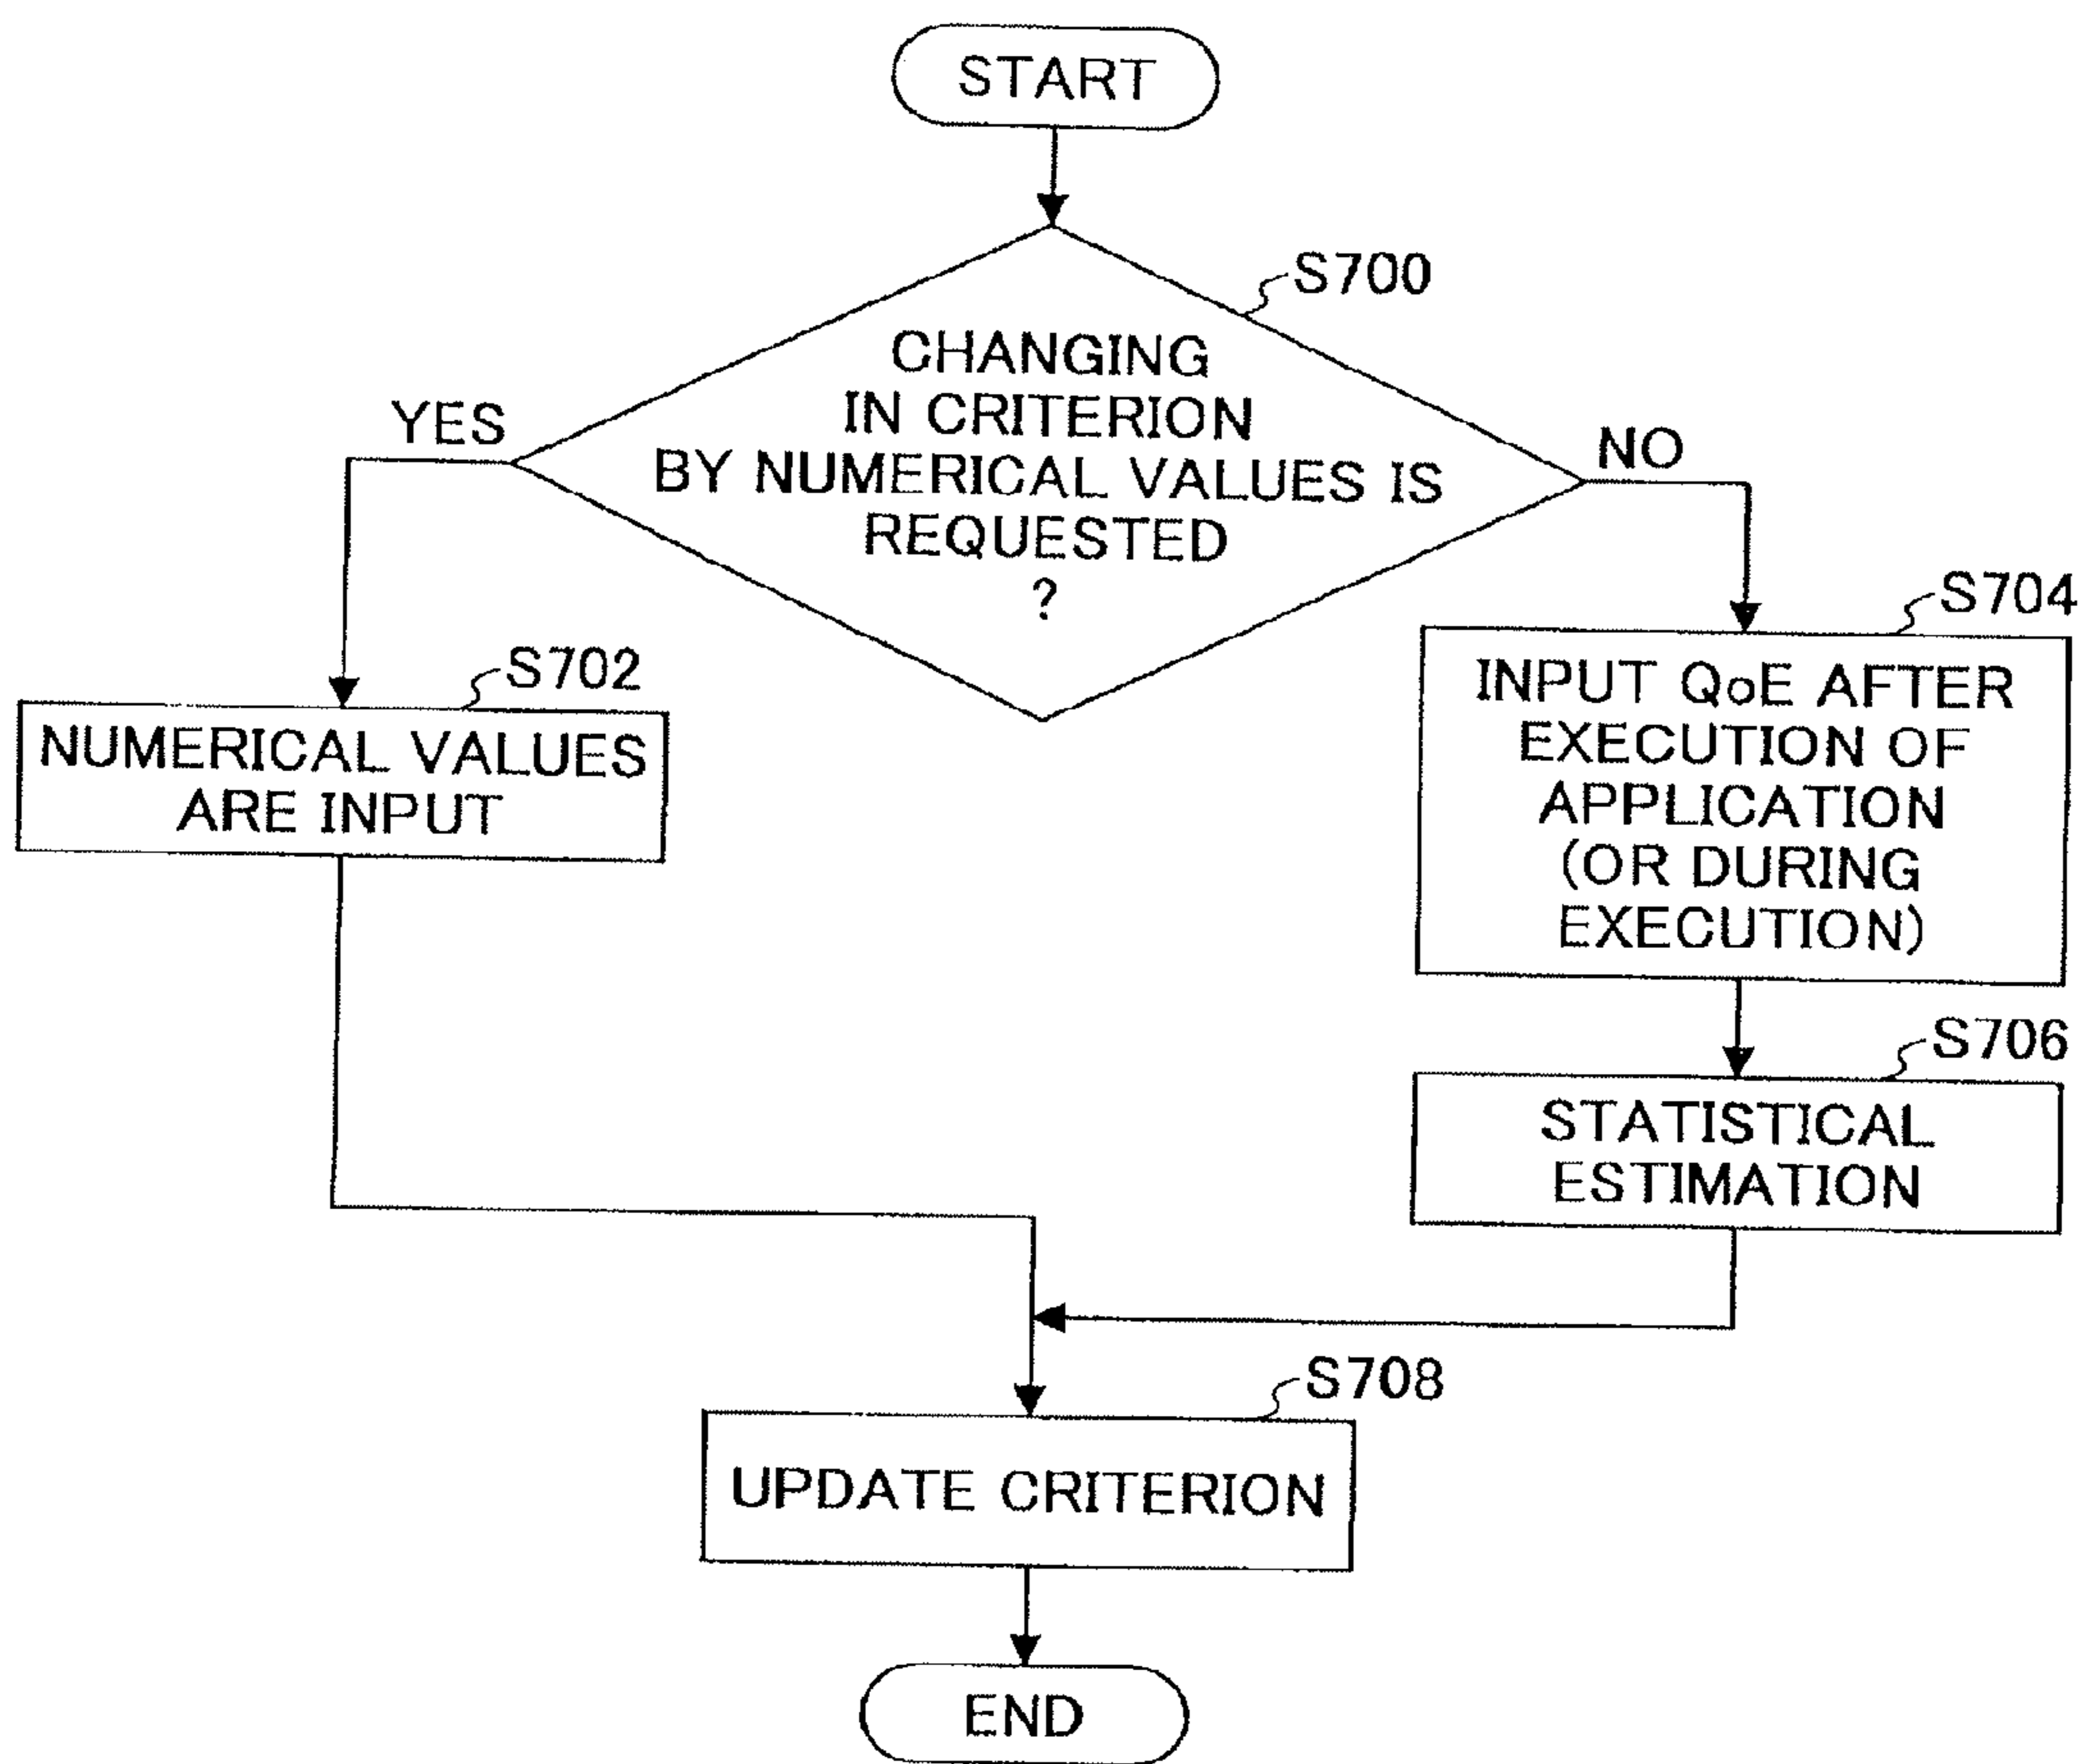 START
S700
CHANGING
IN CRITERION
BY NUMERICAL VALUES IS
REQUESTED
?
YES
NO
S702
NUMERICAL VALUES
ARE INPUT
S704
INPUT QoE AFTER
EXECUTION OF
APPLICATION
(OR DURING
EXECUTION)
S706
STATISTICAL
ESTIMATION
S708
UPDATE CRITERION
END